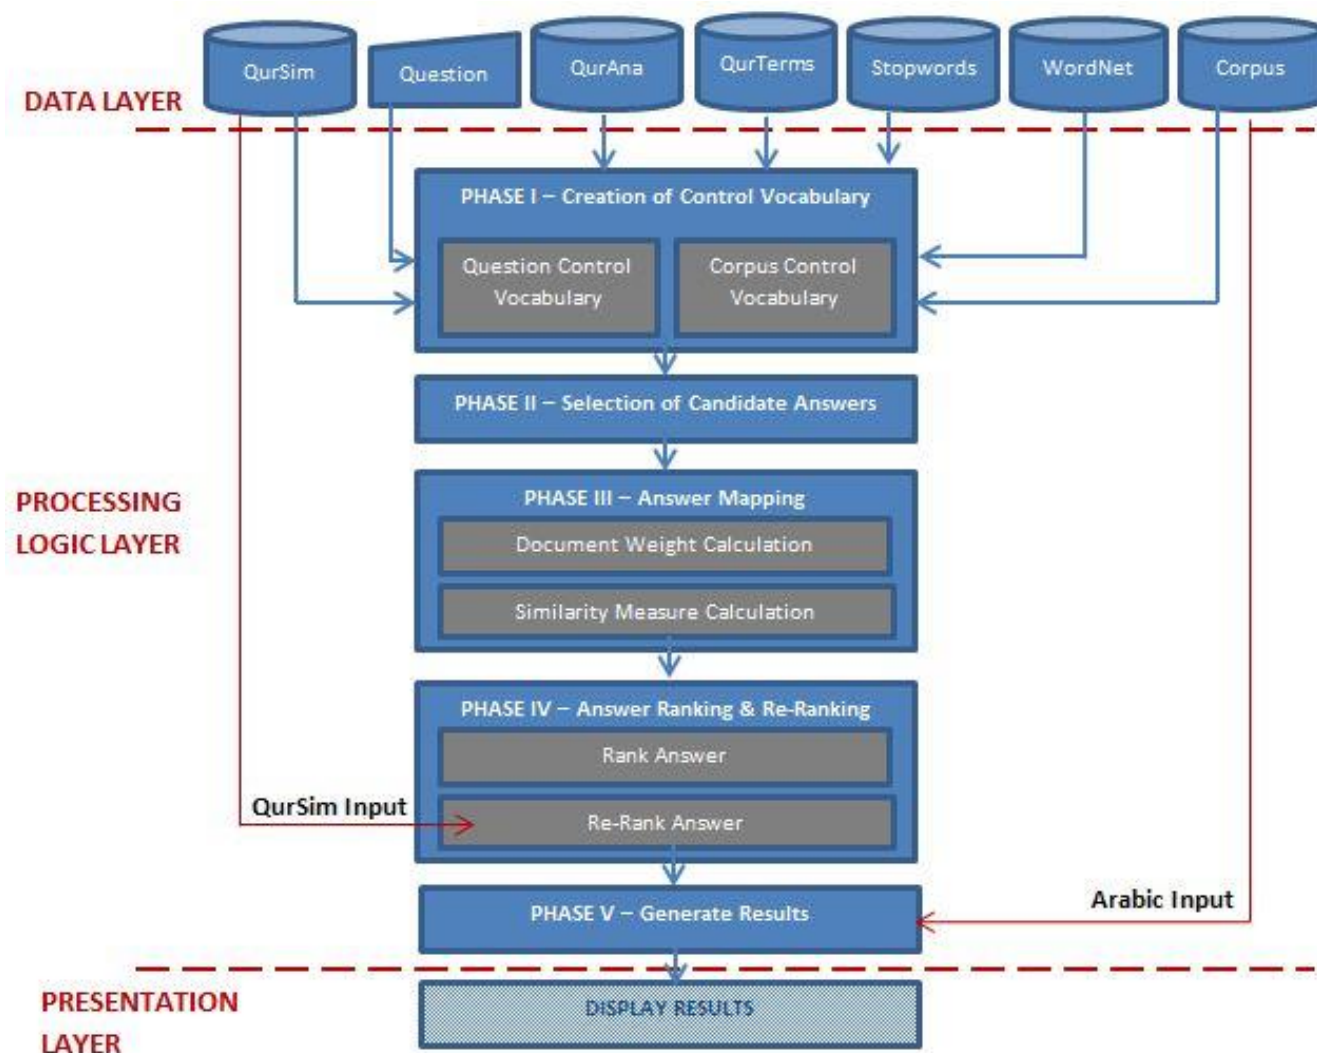 QurSim
Question
QurAna
QurTerms
Stopwords
WordNet
Corpus
DATA LAYER
PHASE I – Creation of Control Vocabulary
Question Control
Vocabulary
Corpus Control
Vocabulary
PHASE II – Selection of Candidate Answers
PROCESSING
LOGIC LAYER
PHASE III – Answer Mapping
Document Weight Calculation
Similarity Measure Calculation
PHASE IV – Answer Ranking & Re-Ranking
Rank Answer
QurSim Input
Re-Rank Answer
PHASE V – Generate Results
Arabic Input
PRESENTATION
LAYER
DISPLAY RESULTS